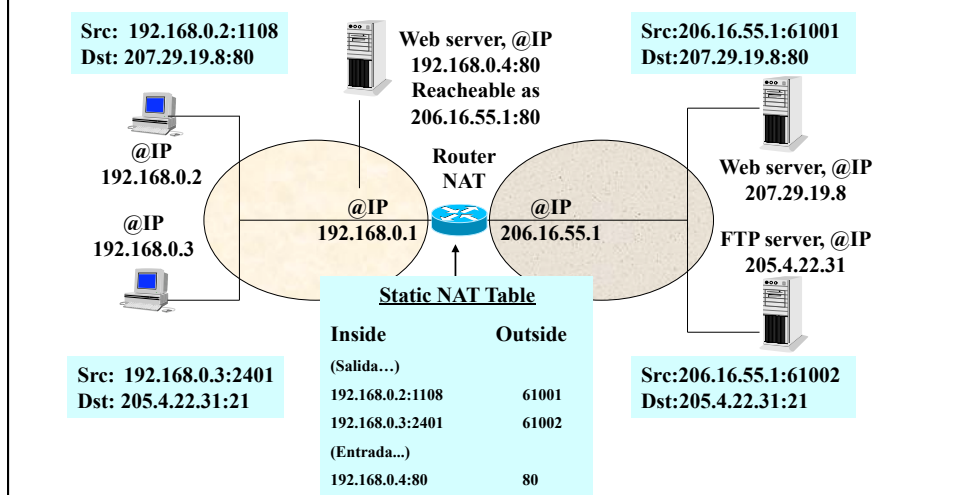 Src: 192.168.0.2:1108
Dst: 207.29.19.8:80
Web server, @IP
192.168.0.4:80
Reacheable as
206.16.55.1:80
Src:206.16.55.1:61001
Dst:207.29.19.8:80
@IP
192.168.0.2
Router
NAT
Web server, @IP
207.29.19.8
@IP
192.168.0.3
@IP
192.168.0.1
@IP
206.16.55.1
FTP server, @IP
205.4.22.31
Static NAT Table
Inside Outside
(Salida…)
192.168.0.2:1108 61001
192.168.0.3:2401 61002
(Entrada...)
192.168.0.4:80 80
Src: 192.168.0.3:2401
Dst: 205.4.22.31:21
Src:206.16.55.1:61002
Dst:205.4.22.31:21